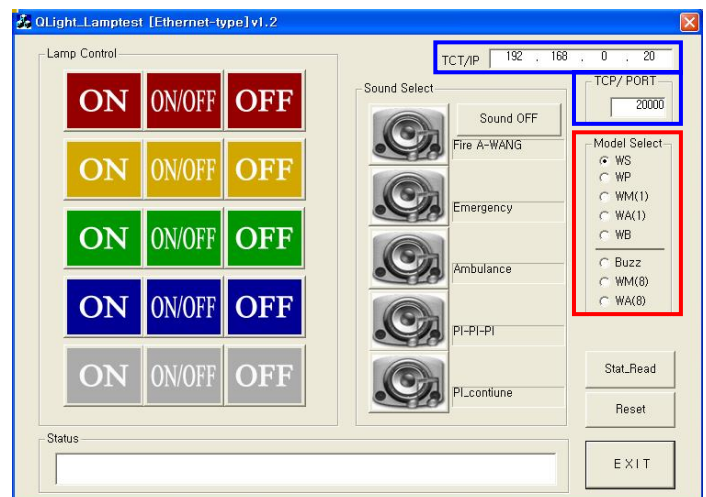 QLight_Lamptest [Ethernet-type] v1.2
Lamp Control
ON ON/OFF OFF
ON ON/OFF OFF
ON ON/OFF OFF
ON ON/OFF OFF
ON ON/OFF OFF
Sound Select
Sound OFF
Fire A-WANG
Emergency
Ambulance
PI-PI-PI
PI_contiune
TCT/IP 192 . 168 . 0 . 20
TCP/ PORT
20000
Model Select
WS
WP
WM(1)
WA(1)
WB
Buzz
WM(8)
WA(8)
Stat_Read
Reset
Status
EXIT